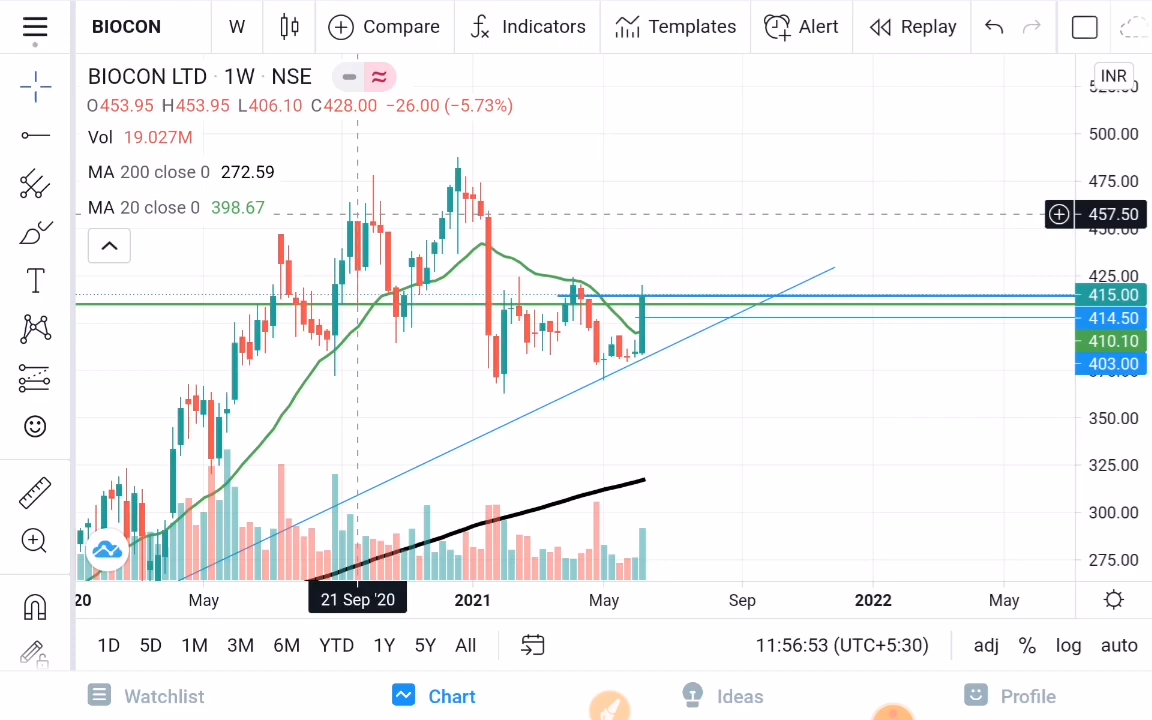 BIOCON W Compare Indicators Templates Alert Replay
BIOCON LTD · 1W · NSE
INR
O453.95 H453.95 L406.10 C428.00 −26.00 (−5.73%)
Vol 19.027M
500.00
MA 200 close 0 272.59
475.00
MA 20 close 0 398.67
457.50
425.00
415.00
414.50
410.10
403.00
350.00
325.00
300.00
275.00
20 May 21 Sep '20 2021 May Sep 2022 May
1D 5D 1M 3M 6M YTD 1Y 5Y All 11:56:53 (UTC+5:30) adj % log auto
Watchlist Chart Ideas Profile